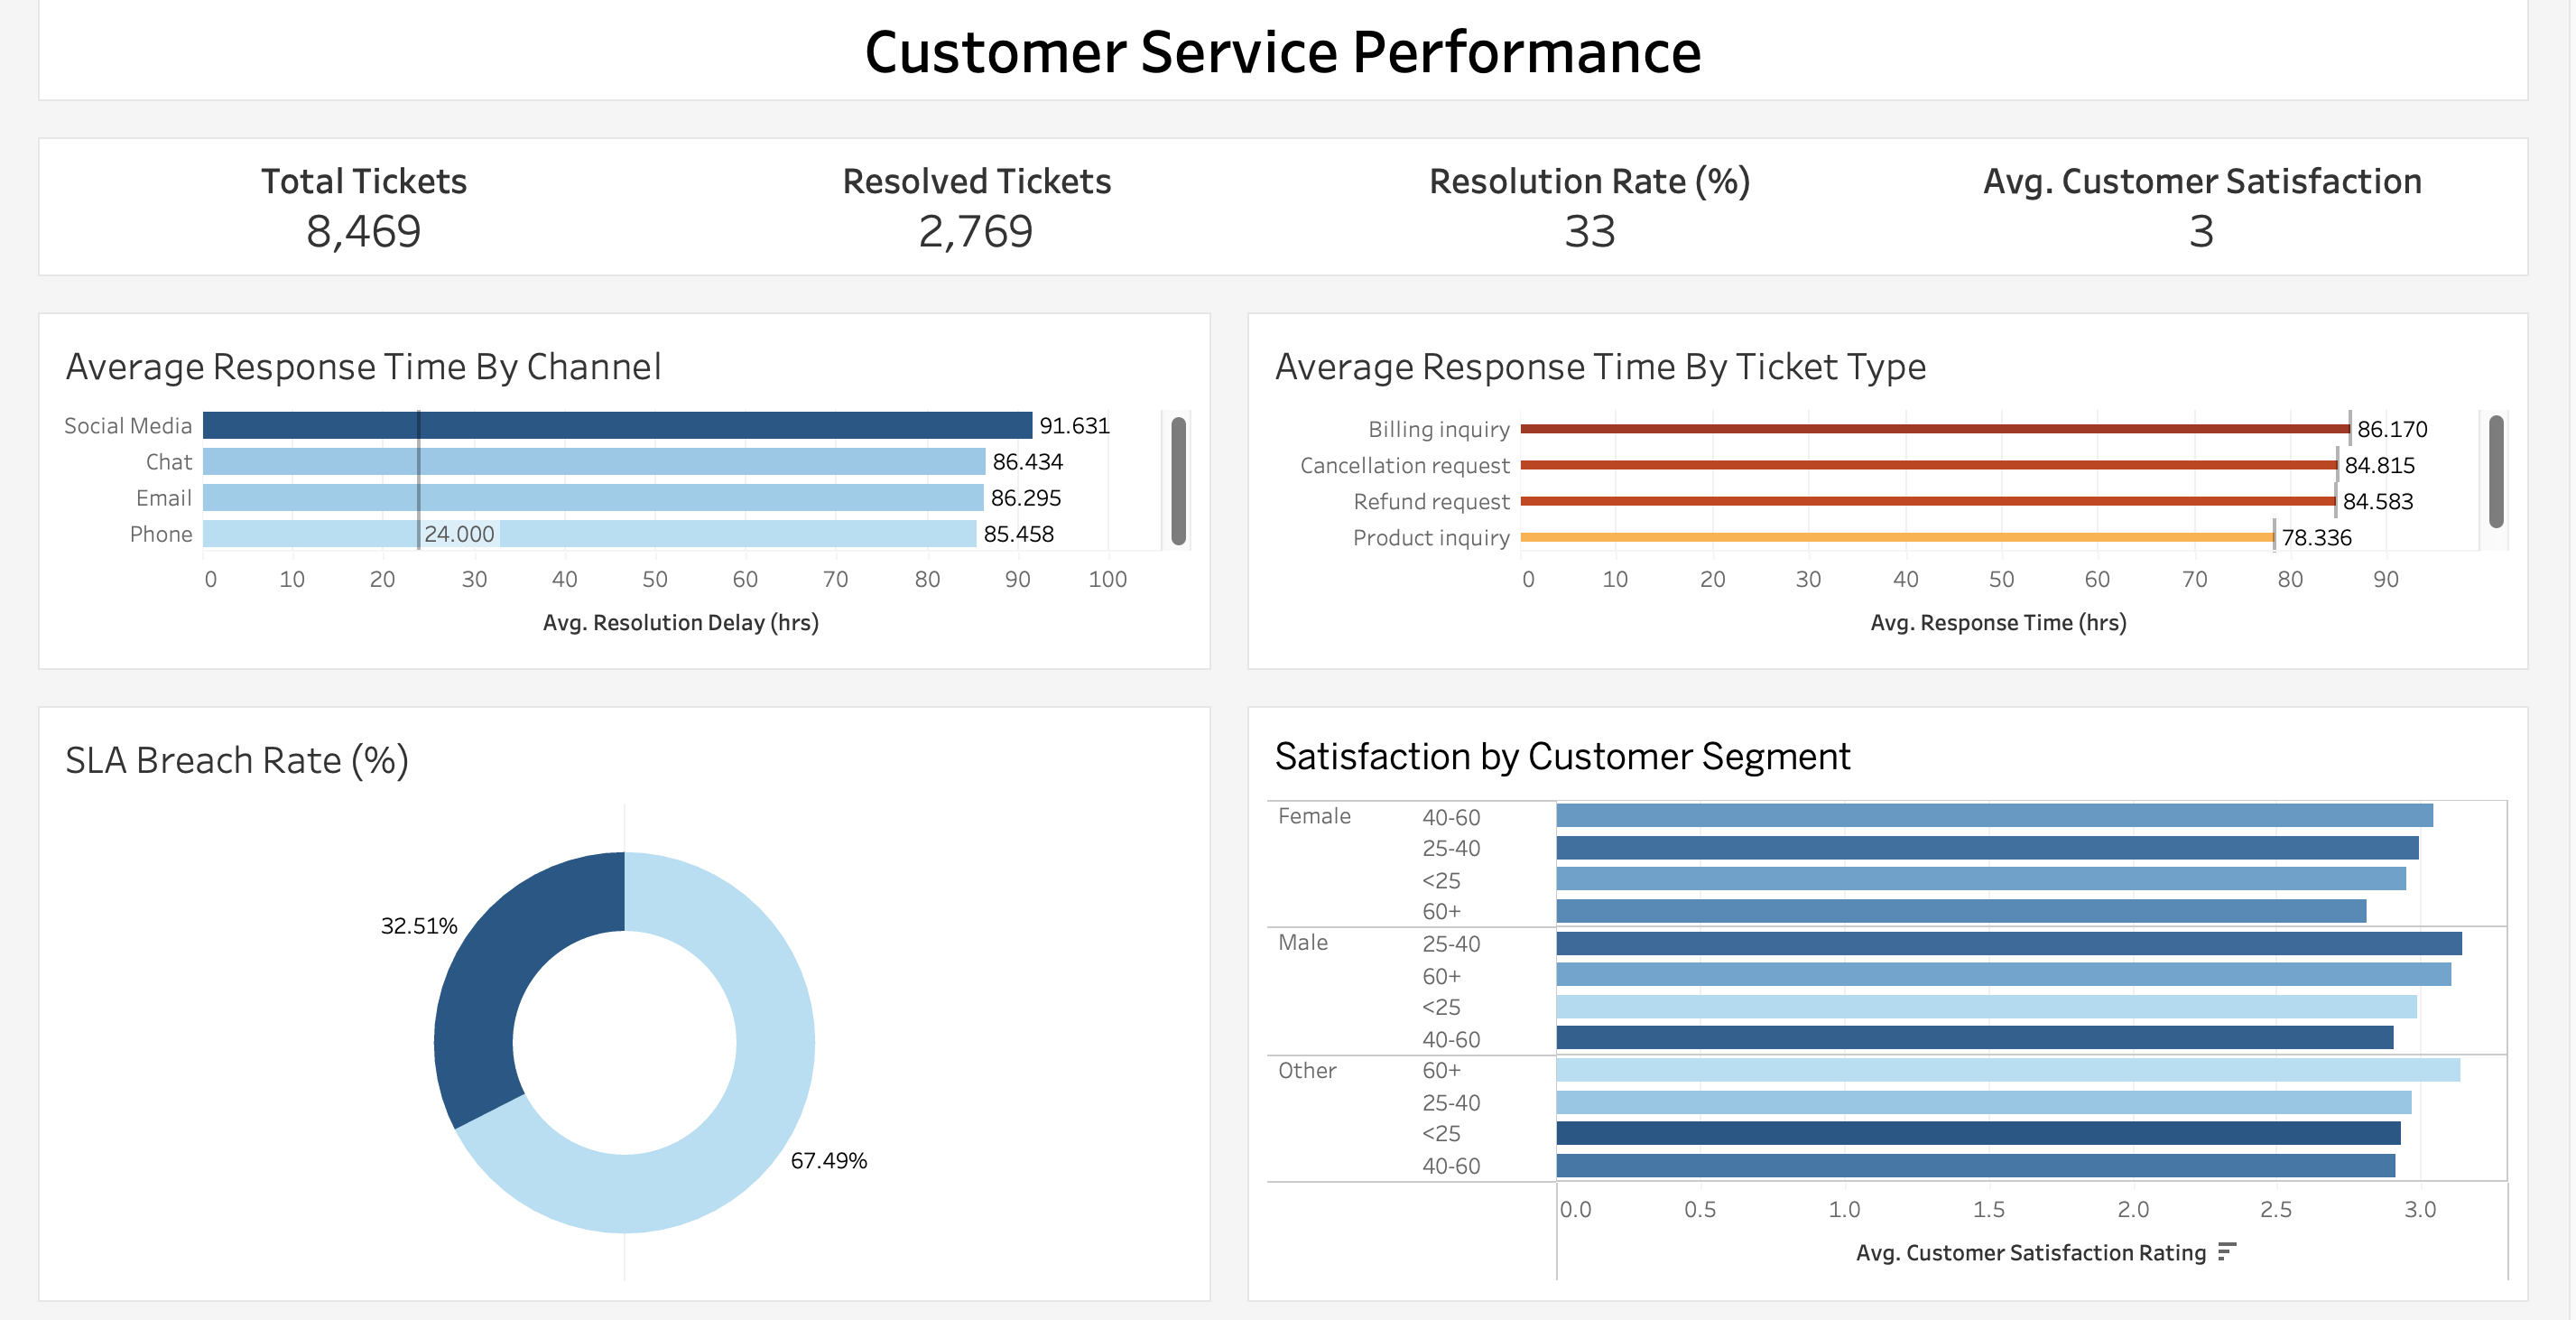 Customer Service Performance
Total Tickets
8,469
Resolved Tickets
2,769
Resolution Rate (%)
33
Avg. Customer Satisfaction
3
Average Response Time By Channel
Social Media 91.631
Chat 86.434
Email 86.295
Phone 24.000 85.458
0 10 20 30 40 50 60 70 80 90 100
Avg. Resolution Delay (hrs)
Average Response Time By Ticket Type
Billing inquiry 86.170
Cancellation request 84.815
Refund request 84.583
Product inquiry 78.336
0 10 20 30 40 50 60 70 80 90
Avg. Response Time (hrs)
SLA Breach Rate (%)
32.51%
67.49%
Satisfaction by Customer Segment
Female 40-60
25-40
<25
60+
Male 25-40
60+
<25
40-60
Other 60+
25-40
<25
40-60
0.0 0.5 1.0 1.5 2.0 2.5 3.0
Avg. Customer Satisfaction Rating